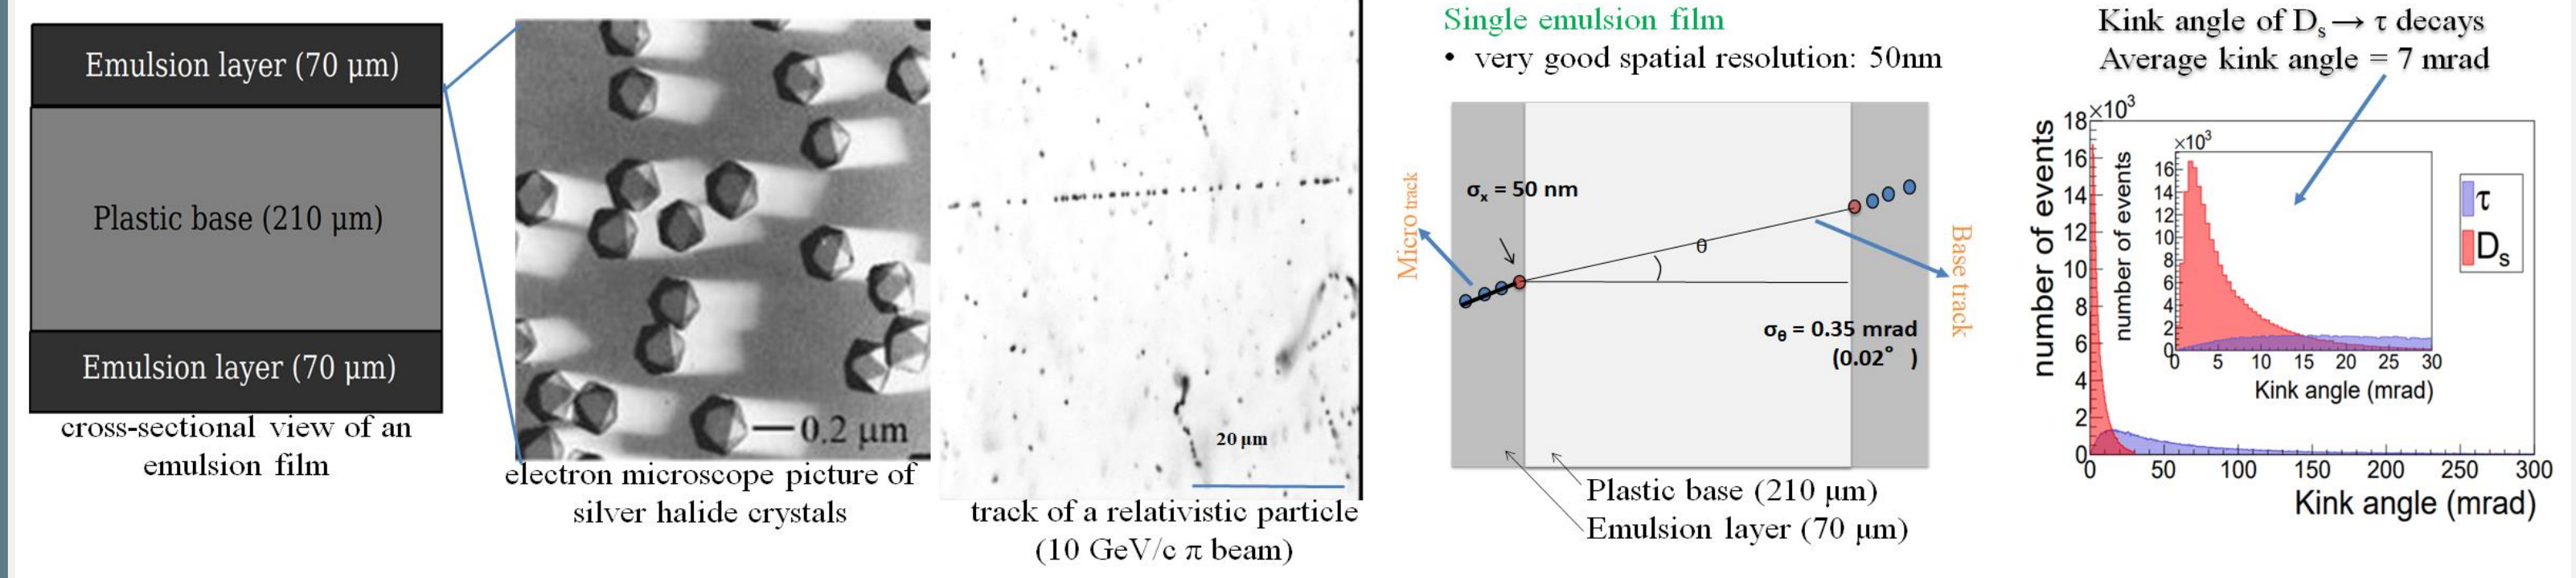 Emulsion layer (70 μm)
Plastic base (210 μm)
Emulsion layer (70 μm)
cross-sectional view of an
emulsion film
0.2 μm
electron microscope picture of
silver halide crystals
20 μm
track of a relativistic particle
(10 GeV/c π beam)
Single emulsion film
• very good spatial resolution: 50nm
Micro track
σx = 50 nm
θ
Base track
σθ = 0.35 mrad
(0.02° )
Plastic base (210 μm)
Emulsion layer (70 μm)
Kink angle of Ds → τ decays
Average kink angle = 7 mrad
×10³
number of events
18
16
14
12
10
8
6
4
2
0
0 50 100 150 200 250 300
Kink angle (mrad)
×10³
number of events
16
14
12
10
8
6
4
2
0
0 5 10 15 20 25 30
Kink angle (mrad)
τ
Ds